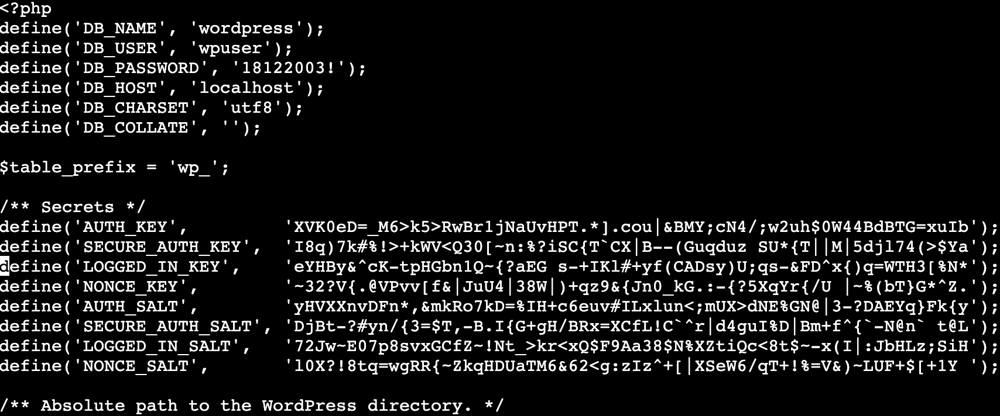 <?php
define('DB_NAME', 'wordpress');
define('DB_USER', 'wpuser');
define('DB_PASSWORD', '18122003!');
define('DB_HOST', 'localhost');
define('DB_CHARSET', 'utf8');
define('DB_COLLATE', '');
$table_prefix = 'wp_';
/** Secrets */
define('AUTH_KEY',         'XVK0eD=_M6>k5>RwBr1jNaUvHPT.*].cou|&BMY;cN4/;w2uh$0W44BdBTG=xuIb');
define('SECURE_AUTH_KEY',  'I8q)7k#%!>+kWV<Q30[~n:%?iSC{T`CX|B--(Guqduz SU*{T||M|5djl74(>$Ya');
define('LOGGED_IN_KEY',    'eYHBy&^cK-tpHGbn1Q~{?aEG s-+IKl#+yf(CADsy)U;qs-&FD^x{)q=WTH3[%N*');
define('NONCE_KEY',        '~32?V{.@VPvv[f&|JuU4|38W|)+qz9&{Jn0_kG.:-{?5XqYr{/U |~%(bT}G*^Z.');
define('AUTH_SALT',        'yHVXXnvDFn*,&mkRo7kD=%IH+c6euv#ILxlun<;mUX>dNE%GN@|3-?DAEYq}Fk{y');
define('SECURE_AUTH_SALT', 'DjBt-?#yn/{3=$T,-B.I{G+gH/BRx=XCfL!C`^r|d4guI%D|Bm+f^{`-N@n` t@L');
define('LOGGED_IN_SALT',   '72Jw~E07p8svxGCfZ~!Nt_>kr<xQ$F9Aa38$N%XZtiQc<8t$~-x(I|:JbHLz;SiH');
define('NONCE_SALT',       'l0X?!8tq=wgRR{~ZkqHDUaTM6&62<g:zIz^+[|XSeW6/qT+!%=V&)~LUF+$[+1Y ');
/** Absolute path to the WordPress directory. */